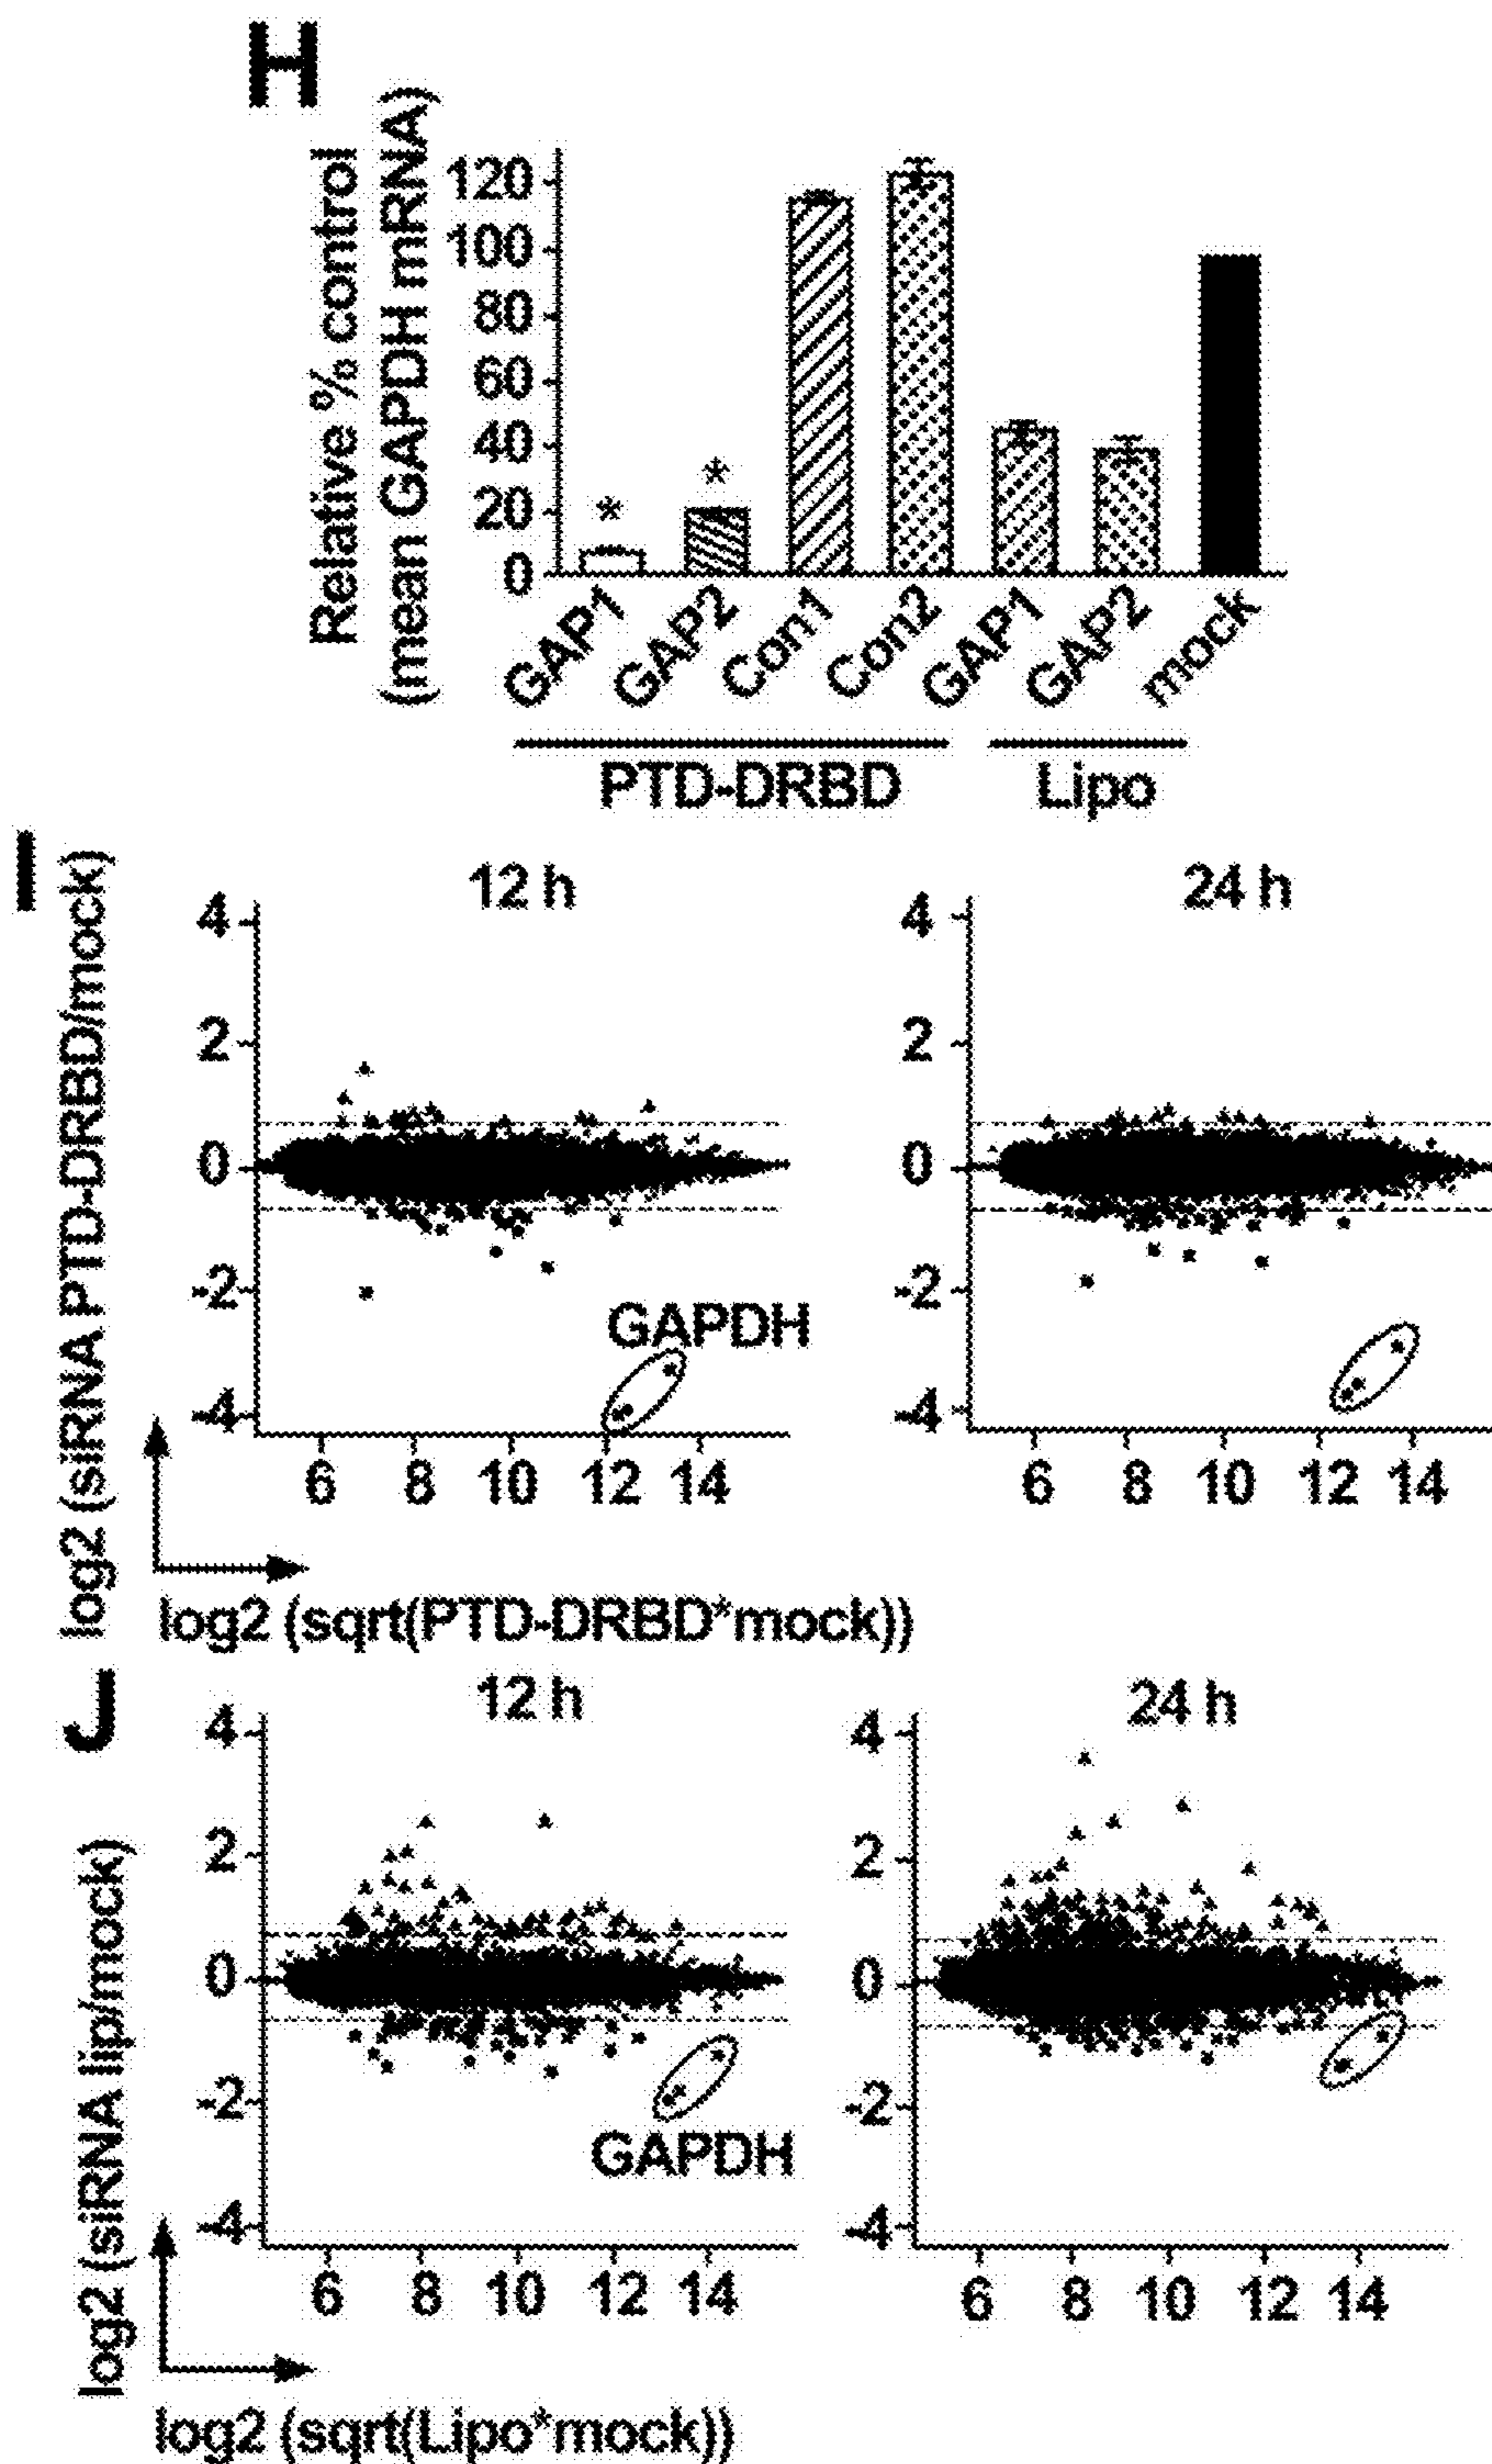 H
Relative % control
(mean GAPDH mRNA)
120
100
80
60
40
20
0
*
*
GAP1
GAP2
Con1
Con2
GAP1
GAP2
mock
PTD-DRBD
Lipo
I
log2 (siRNA PTD-DRBD/mock)
12 h
4
2
0
-2
-4
GAPDH
6 8 10 12 14
24 h
4
2
0
-2
-4
6 8 10 12 14
log2 (sqrt(PTD-DRBD*mock))
J
log2 (siRNA lip/mock)
12 h
4
2
0
-2
-4
GAPDH
6 8 10 12 14
24 h
4
2
0
-2
-4
6 8 10 12 14
log2 (sqrt(Lipo*mock))